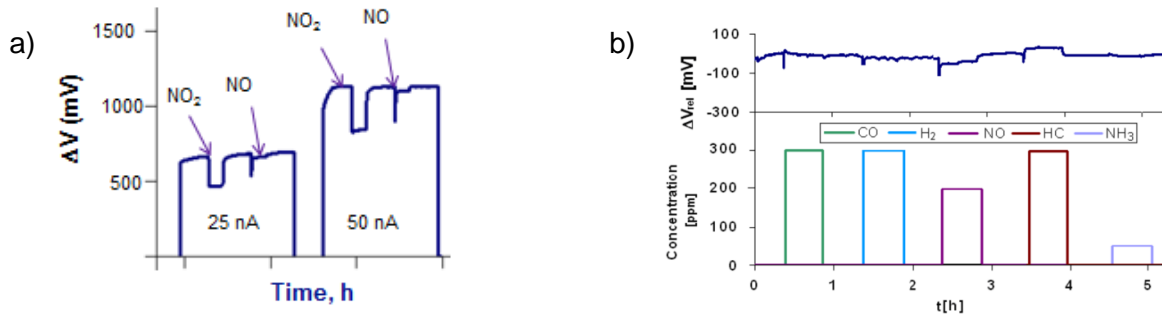 a)
ΔV (mV)
1500
1000
500
NO2
NO
NO2
NO
25 nA
50 nA
Time, h
b)
ΔVrel [mV]
100
-100
-300
CO H2 NO HC NH3
Concentration
[ppm]
300
200
100
0
0 1 2 3 4 5
t[h]